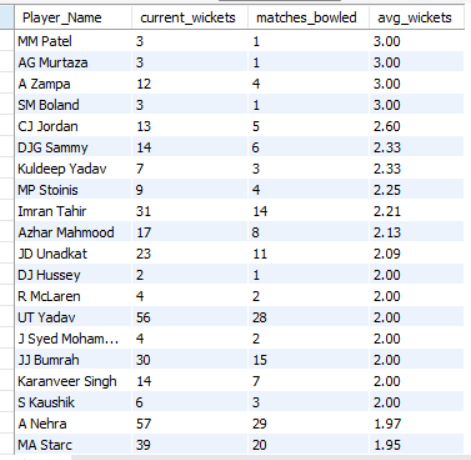 Player_Name current_wickets matches_bowled avg_wickets
MM Patel 3 1 3.00
AG Murtaza 3 1 3.00
A Zampa 12 4 3.00
SM Boland 3 1 3.00
CJ Jordan 13 5 2.60
DJG Sammy 14 6 2.33
Kuldeep Yadav 7 3 2.33
MP Stoinis 9 4 2.25
Imran Tahir 31 14 2.21
Azhar Mahmood 17 8 2.13
JD Unadkat 23 11 2.09
DJ Hussey 2 1 2.00
R McLaren 4 2 2.00
UT Yadav 56 28 2.00
J Syed Moham... 4 2 2.00
JJ Bumrah 30 15 2.00
Karanveer Singh 14 7 2.00
S Kaushik 6 3 2.00
A Nehra 57 29 1.97
MA Starc 39 20 1.95